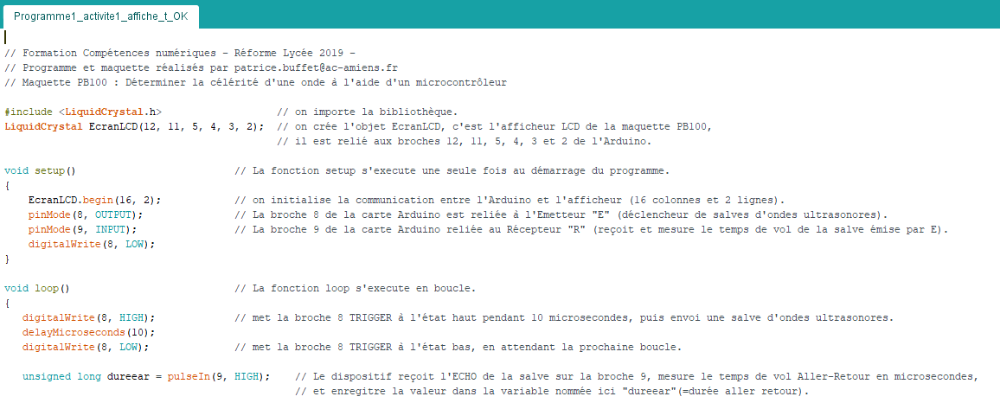 Programme1_activite1_affiche_t_OK
// Formation Compétences numériques - Réforme Lycée 2019 -
// Programme et maquette réalisés par patrice.buffet@ac-amiens.fr
// Maquette PB100 : Déterminer la célérité d'une onde à l'aide d'un microcontrôleur
#include <LiquidCrystal.h> // on importe la bibliothèque.
LiquidCrystal EcranLCD(12, 11, 5, 4, 3, 2); // on crée l'objet EcranLCD, c'est l'afficheur LCD de la maquette PB100,
// il est relié aux broches 12, 11, 5, 4, 3 et 2 de l'Arduino.
void setup() // La fonction setup s'execute une seule fois au démarrage du programme.
{
EcranLCD.begin(16, 2); // on initialise la communication entre l'Arduino et l'afficheur (16 colonnes et 2 lignes).
pinMode(8, OUTPUT); // La broche 8 de la carte Arduino est reliée à l'Emetteur "E" (déclencheur de salves d'ondes ultrasonores).
pinMode(9, INPUT); // La broche 9 de la carte Arduino reliée au Récepteur "R" (reçoit et mesure le temps de vol de la salve émise par E).
digitalWrite(8, LOW);
}
void loop() // La fonction loop s'execute en boucle.
{
digitalWrite(8, HIGH); // met la broche 8 TRIGGER à l'état haut pendant 10 microsecondes, puis envoi une salve d'ondes ultrasonores.
delayMicroseconds(10);
digitalWrite(8, LOW); // met la broche 8 TRIGGER à l'état bas, en attendant la prochaine boucle.
unsigned long dureear = pulseIn(9, HIGH); // Le dispositif reçoit l'ECHO de la salve sur la broche 9, mesure le temps de vol Aller-Retour en microsecondes,
// et enregitre la valeur dans la variable nommée ici "dureear"(=durée aller retour).